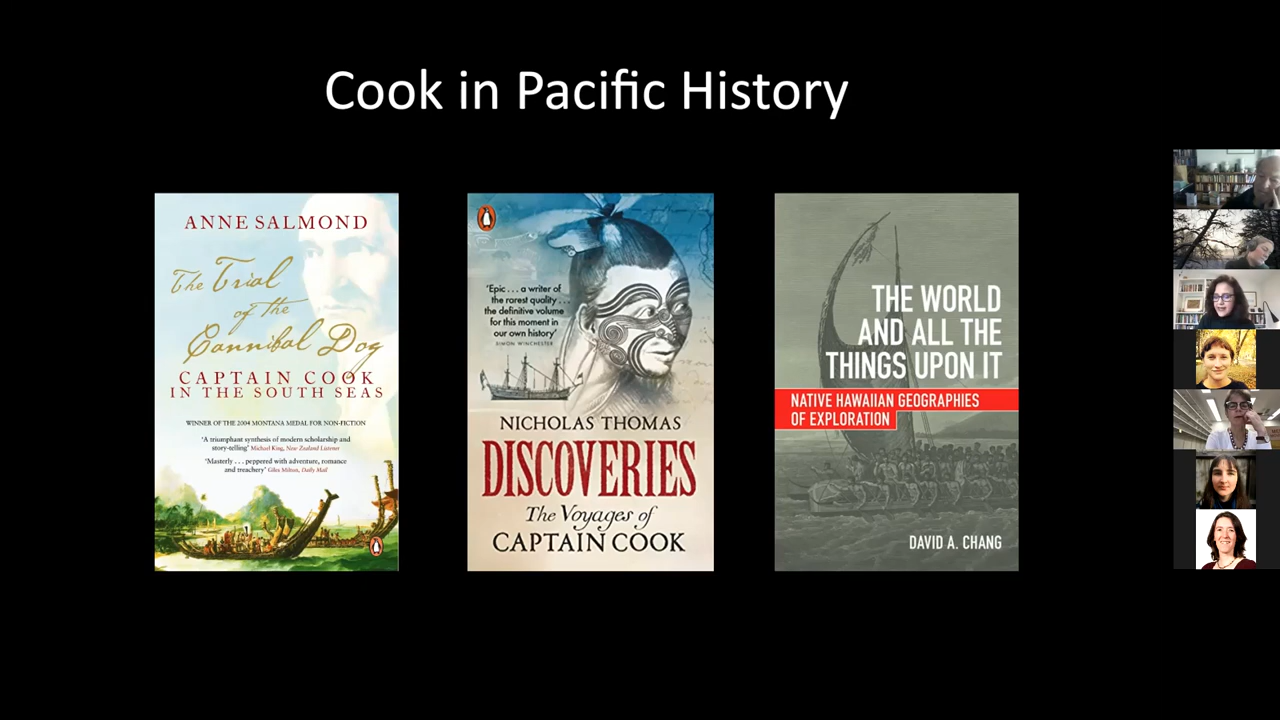 Cook in Pacific History
ANNE SALMOND
The Trial
of the
Cannibal Dog
CAPTAIN COOK
IN THE SOUTH SEAS
WINNER OF THE 2004 MONTANA MEDAL FOR NON-FICTION
‘A triumphant synthesis of modern scholarship and
story-telling’ Michael King, New Zealand Listener
‘Masterly . . . peppered with adventure, romance
and treachery’ Giles Milton, Daily Mail
‘Epic . . . a writer of
the rarest quality . . .
the definitive volume
for this moment in
our own history’
SIMON WINCHESTER
NICHOLAS THOMAS
DISCOVERIES
The Voyages of
CAPTAIN COOK
THE WORLD
AND ALL THE
THINGS UPON IT
NATIVE HAWAIIAN GEOGRAPHIES
OF EXPLORATION
DAVID A. CHANG